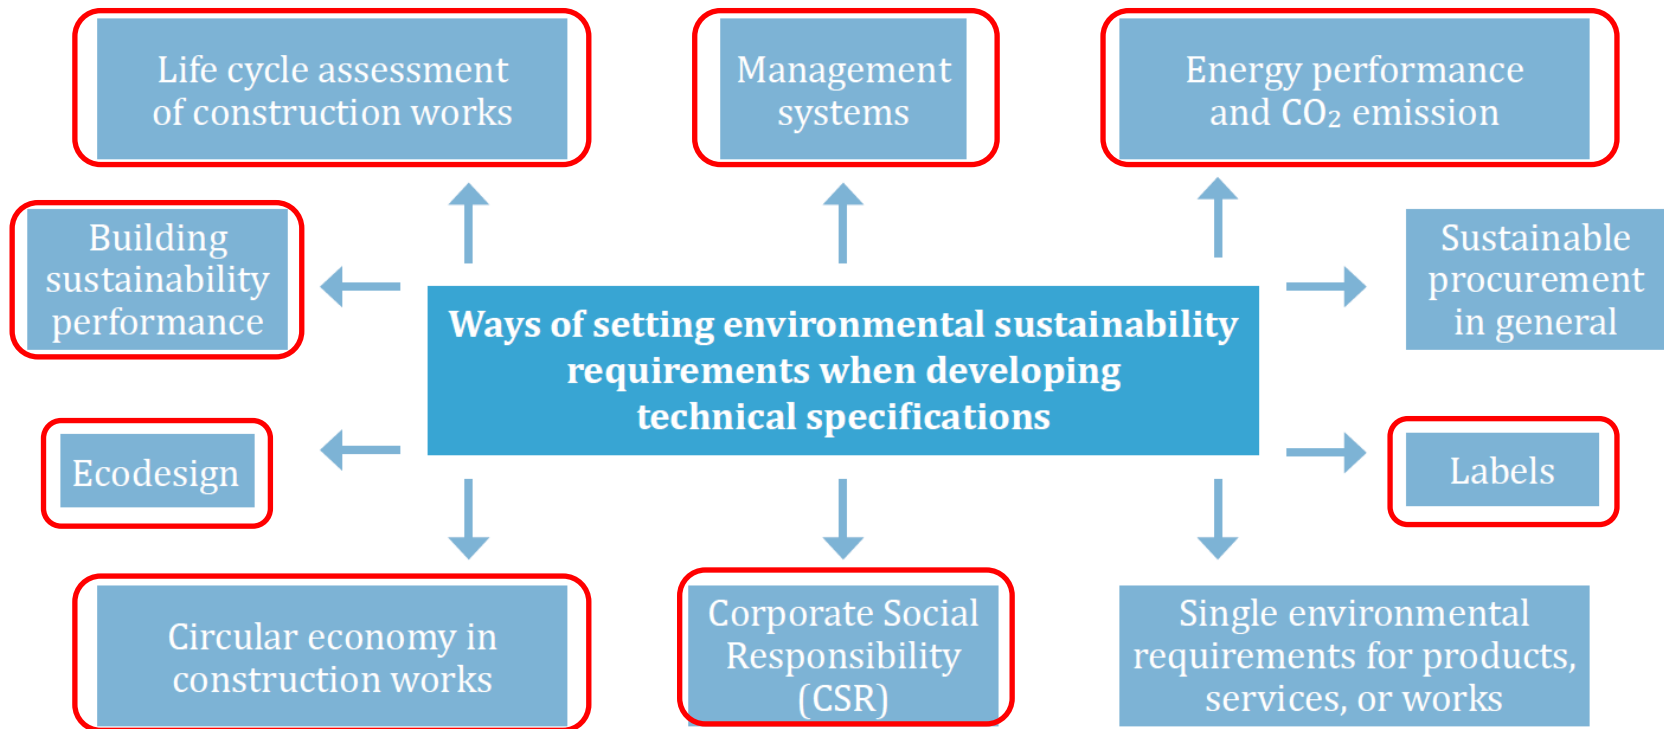 Life cycle assessment
of construction works
Management
systems
Energy performance
and CO₂ emission
Building
sustainability
performance
Sustainable
procurement
in general
Ways of setting environmental sustainability
requirements when developing
technical specifications
Ecodesign
Labels
Circular economy in
construction works
Corporate Social
Responsibility
(CSR)
Single environmental
requirements for products,
services, or works